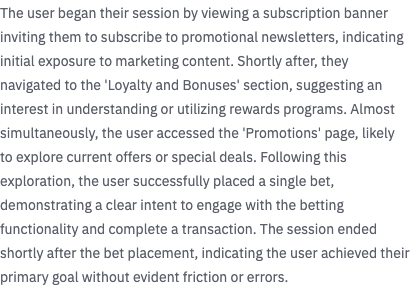 The user began their session by viewing a subscription banner
inviting them to subscribe to promotional newsletters, indicating
initial exposure to marketing content. Shortly after, they
navigated to the 'Loyalty and Bonuses' section, suggesting an
interest in understanding or utilizing rewards programs. Almost
simultaneously, the user accessed the 'Promotions' page, likely
to explore current offers or special deals. Following this
exploration, the user successfully placed a single bet,
demonstrating a clear intent to engage with the betting
functionality and complete a transaction. The session ended
shortly after the bet placement, indicating the user achieved their
primary goal without evident friction or errors.